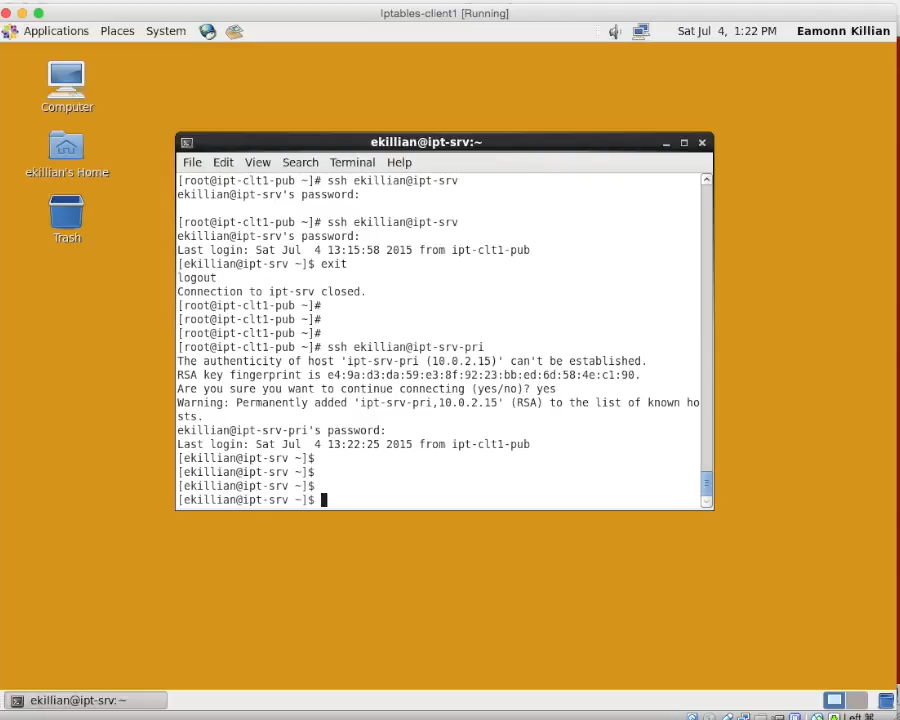 Iptables-client1 [Running]
Applications Places System Sat Jul 4, 1:22 PM Eamonn Killian
Computer
ekillian's Home
Trash
ekillian@ipt-srv:~
File Edit View Search Terminal Help
[root@ipt-clt1-pub ~]# ssh ekillian@ipt-srv
ekillian@ipt-srv's password:
[root@ipt-clt1-pub ~]# ssh ekillian@ipt-srv
ekillian@ipt-srv's password:
Last login: Sat Jul  4 13:15:58 2015 from ipt-clt1-pub
[ekillian@ipt-srv ~]$ exit
logout
Connection to ipt-srv closed.
[root@ipt-clt1-pub ~]#
[root@ipt-clt1-pub ~]#
[root@ipt-clt1-pub ~]#
[root@ipt-clt1-pub ~]# ssh ekillian@ipt-srv-pri
The authenticity of host 'ipt-srv-pri (10.0.2.15)' can't be established.
RSA key fingerprint is e4:9a:d3:da:59:e3:8f:92:23:bb:ed:6d:58:4e:c1:90.
Are you sure you want to continue connecting (yes/no)? yes
Warning: Permanently added 'ipt-srv-pri,10.0.2.15' (RSA) to the list of known ho
sts.
ekillian@ipt-srv-pri's password:
Last login: Sat Jul  4 13:22:25 2015 from ipt-clt1-pub
[ekillian@ipt-srv ~]$
[ekillian@ipt-srv ~]$
[ekillian@ipt-srv ~]$
[ekillian@ipt-srv ~]$
ekillian@ipt-srv:~
Left ⌘